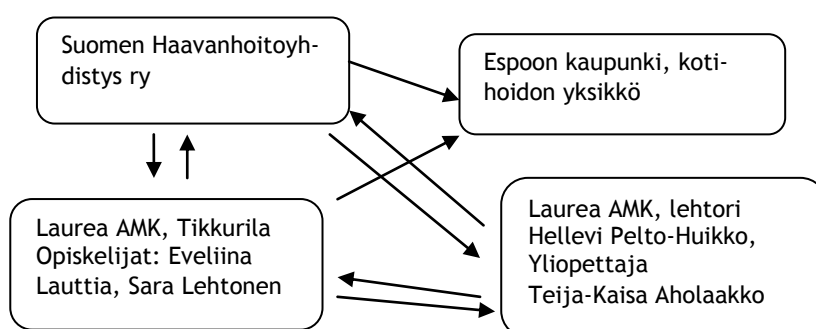 Suomen Haavanhoitoyh-
distys ry
Espoon kaupunki, koti-
hoidon yksikkö
Laurea AMK, Tikkurila
Opiskelijat: Eveliina
Lauttia, Sara Lehtonen
Laurea AMK, lehtori
Hellevi Pelto-Huikko,
Yliopettaja
Teija-Kaisa Aholaakko